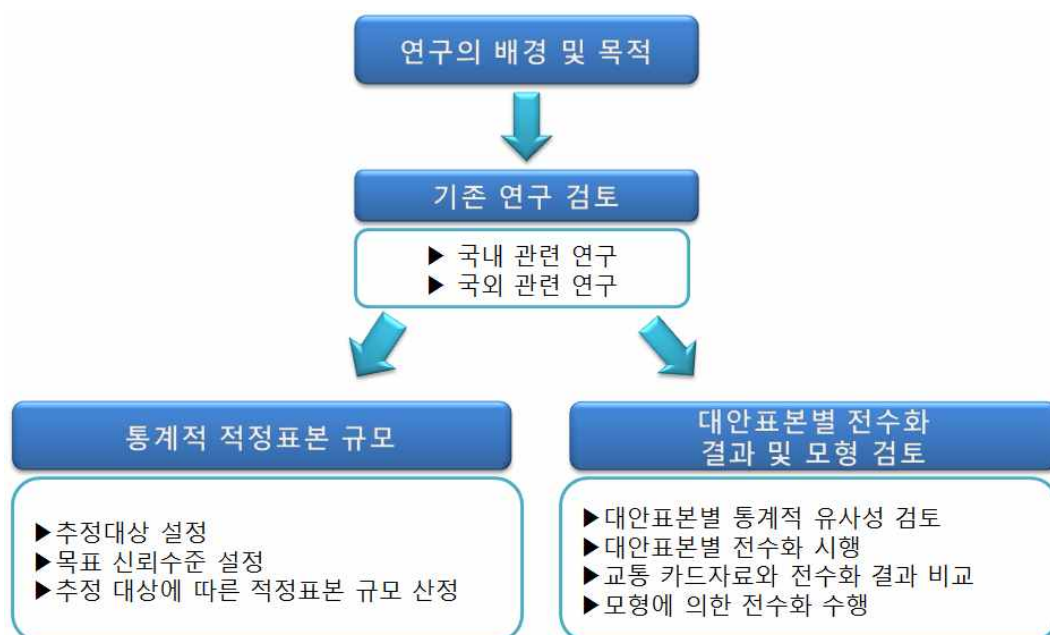 연구의 배경 및 목적
기존 연구 검토
▶ 국내 관련 연구
▶ 국외 관련 연구
통계적 적정표본 규모
▶추정대상 설정
▶목표 신뢰수준 설정
▶추정 대상에 따른 적정표본 규모 산정
대안표본별 전수화
결과 및 모형 검토
▶대안표본별 통계적 유사성 검토
▶대안표본별 전수화 시행
▶교통 카드자료와 전수화 결과 비교
▶모형에 의한 전수화 수행